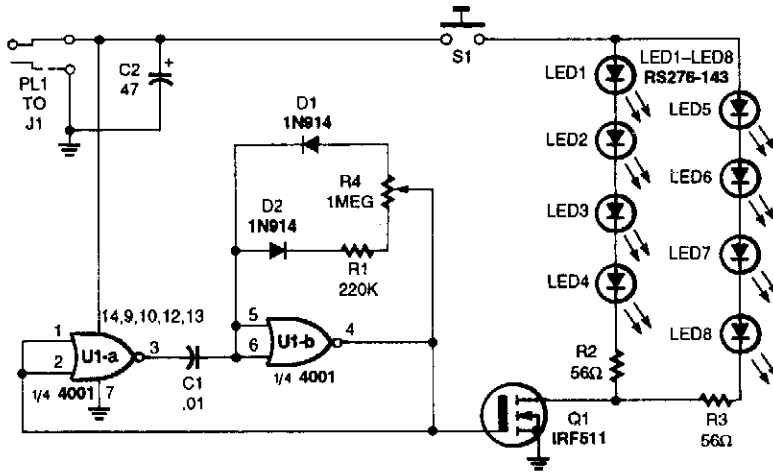 S1
PL1
TO
J1
C2
47
+
D1
1N914
D2
1N914
R4
1MEG
R1
220K
LED1
LED2
LED3
LED4
LED1–LED8
RS276-143
LED5
LED6
LED7
LED8
14,9,10,12,13
1
2
U1-a
3
7
1/4 4001
C1
.01
5
6
U1-b
4
1/4 4001
R2
56Ω
R3
56Ω
Q1
IRF511